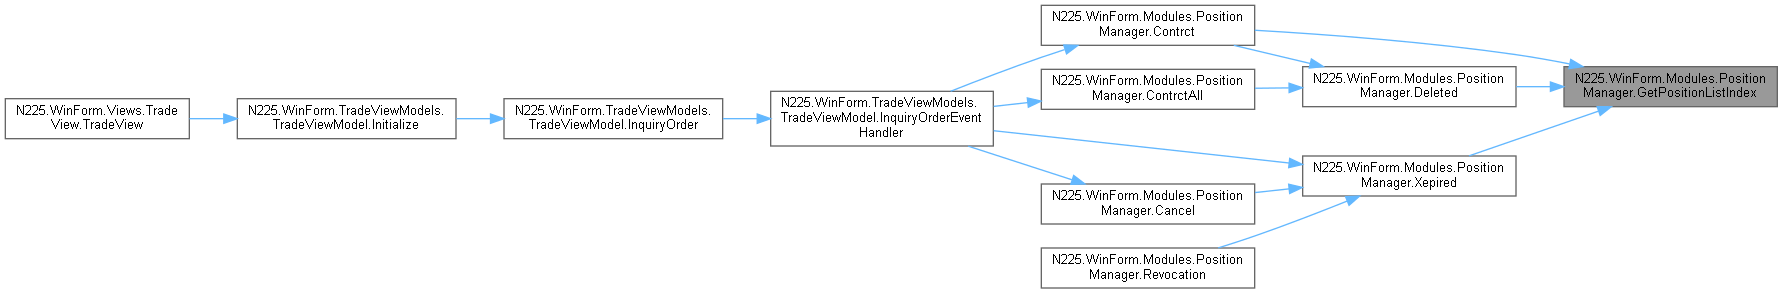 N225.WinForm.Views.Trade
View.TradeView
N225.WinForm.TradeViewModels.
TradeViewModel.Initialize
N225.WinForm.TradeViewModels.
TradeViewModel.InquiryOrder
N225.WinForm.TradeViewModels.
TradeViewModel.InquiryOrderEvent
Handler
N225.WinForm.Modules.Position
Manager.Contrct
N225.WinForm.Modules.Position
Manager.ContrctAll
N225.WinForm.Modules.Position
Manager.Cancel
N225.WinForm.Modules.Position
Manager.Revocation
N225.WinForm.Modules.Position
Manager.Deleted
N225.WinForm.Modules.Position
Manager.Xepired
N225.WinForm.Modules.Position
Manager.GetPositionListIndex